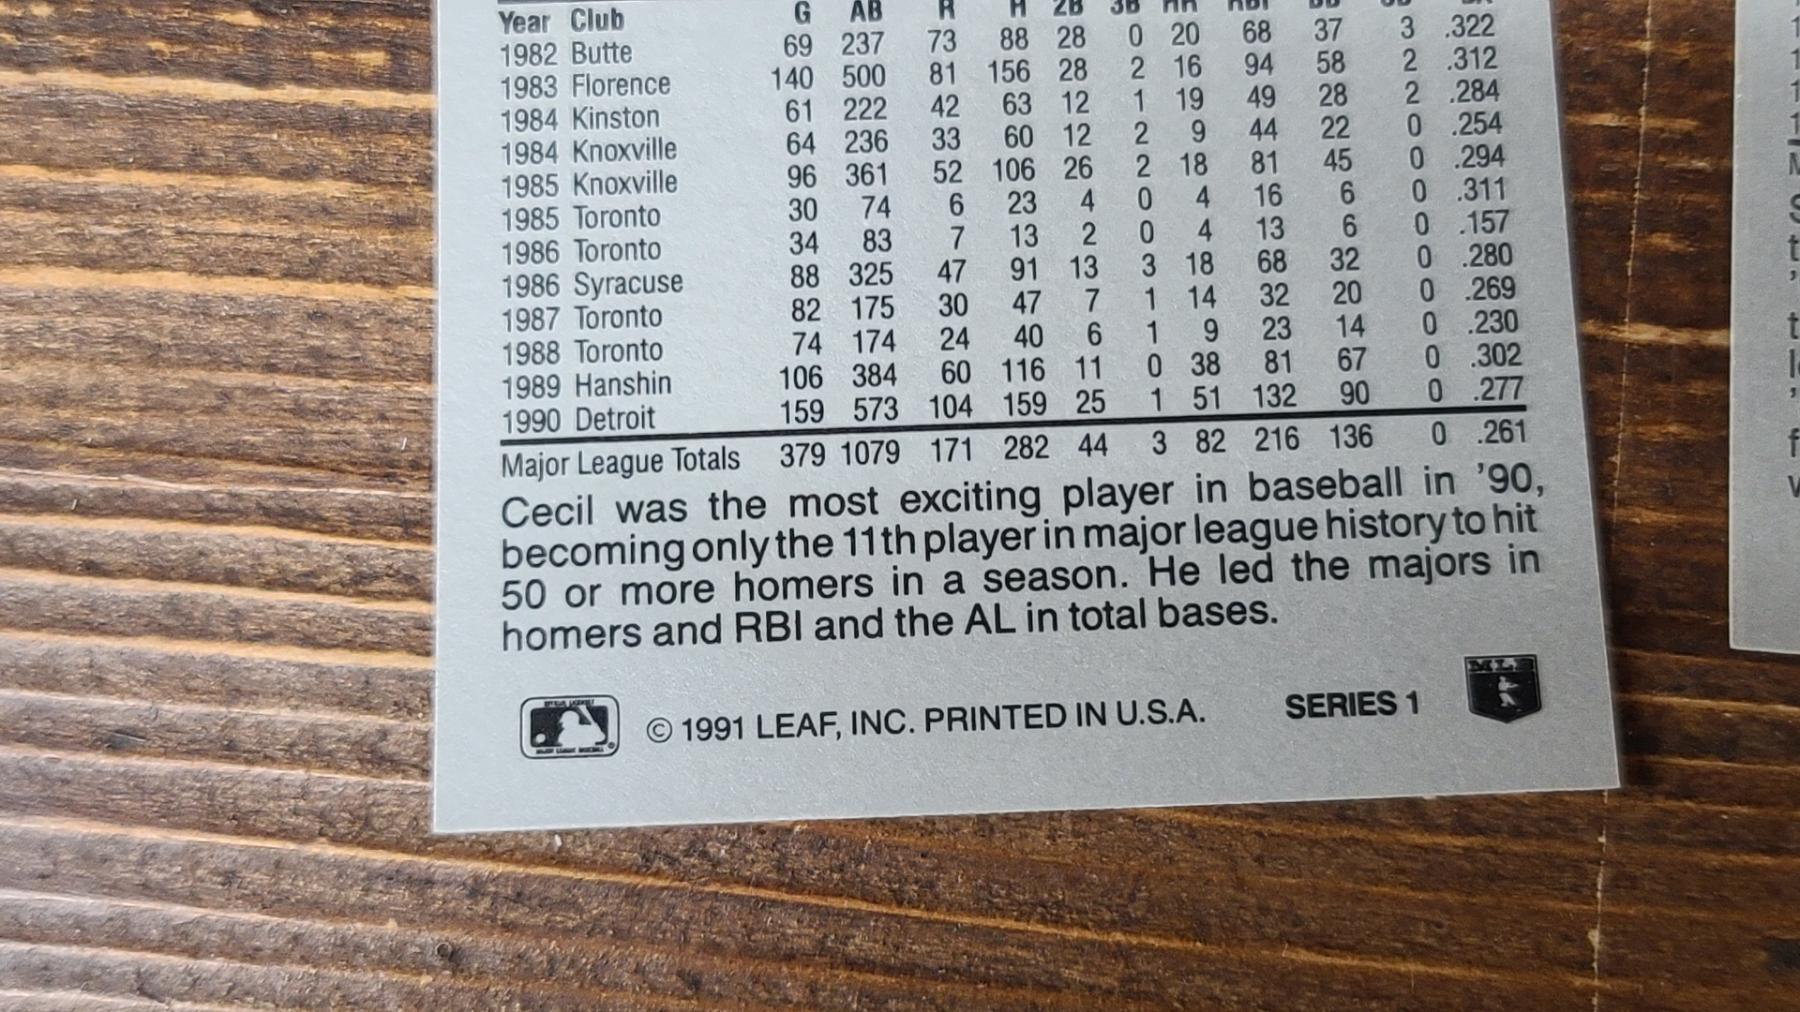 Year Club G AB R H 2B 3B HR RBI BB
1982 Butte 69 237 73 88 28 0 20 68 37 3 .322
1983 Florence 140 500 81 156 28 2 16 94 58 2 .312
1984 Kinston 61 222 42 63 12 1 19 49 28 2 .284
1984 Knoxville 64 236 33 60 12 2 9 44 22 0 .254
1985 Knoxville 96 361 52 106 26 2 18 81 45 0 .294
1985 Toronto 30 74 6 23 4 0 4 16 6 0 .311
1986 Toronto 34 83 7 13 2 0 4 13 6 0 .157
1986 Syracuse 88 325 47 91 13 3 18 68 32 0 .280
1987 Toronto 82 175 30 47 7 1 14 32 20 0 .269
1988 Toronto 74 174 24 40 6 1 9 23 14 0 .230
1989 Hanshin 106 384 60 116 11 0 38 81 67 0 .302
1990 Detroit 159 573 104 159 25 1 51 132 90 0 .277
Major League Totals 379 1079 171 282 44 3 82 216 136 0 .261
Cecil was the most exciting player in baseball in '90,
becoming only the 11th player in major league history to hit
50 or more homers in a season. He led the majors in
homers and RBI and the AL in total bases.
© 1991 LEAF, INC. PRINTED IN U.S.A. SERIES 1
MLB